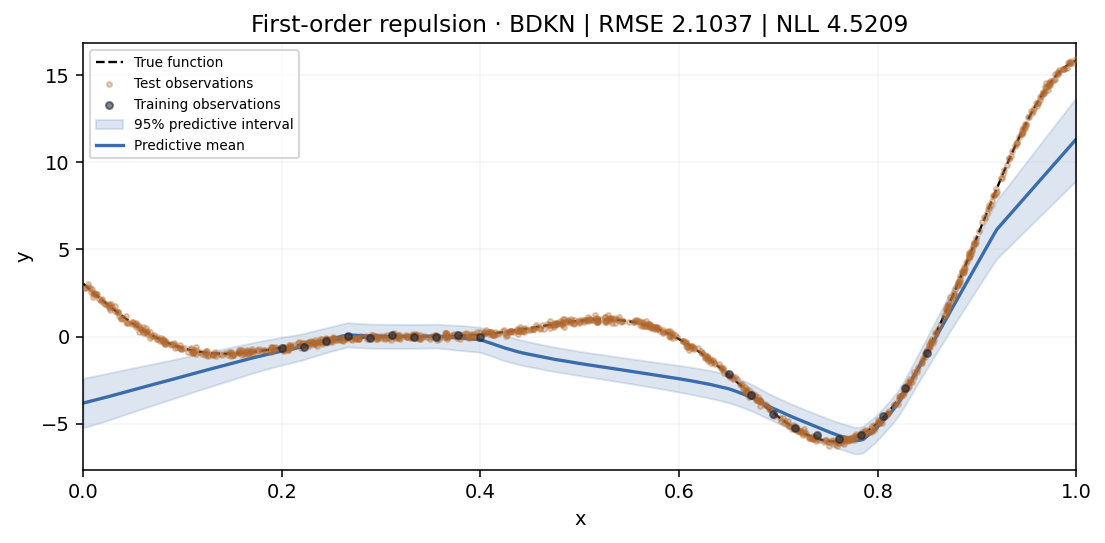 First-order repulsion · BDKN | RMSE 2.1037 | NLL 4.5209
True function
Test observations
Training observations
95% predictive interval
Predictive mean
15
10
5
0
−5
y
0.0 0.2 0.4 0.6 0.8 1.0
x